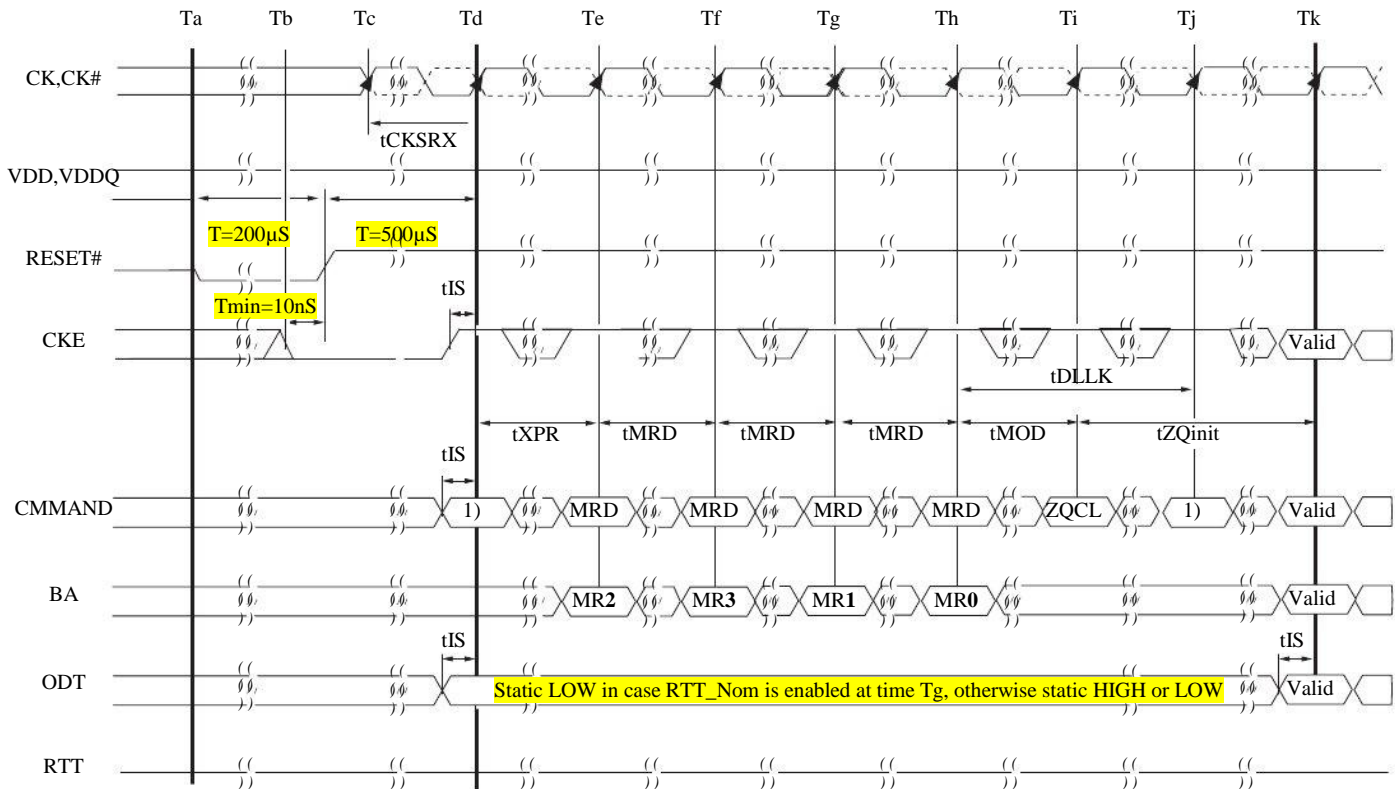 Ta Tb Tc Td Te Tf Tg Th Ti Tj Tk
CK,CK#
tCKSRX
VDD,VDDQ
T=200µS T=500µS
RESET#
Tmin=10nS tIS
CKE Valid
tDLLK
tXPR tMRD tMRD tMRD tMOD tZQinit
tIS
CMMAND 1) MRD MRD MRD MRD ZQCL 1) Valid
BA MR2 MR3 MR1 MR0 Valid
tIS tIS
ODT Static LOW in case RTT_Nom is enabled at time Tg, otherwise static HIGH or LOW Valid
RTT